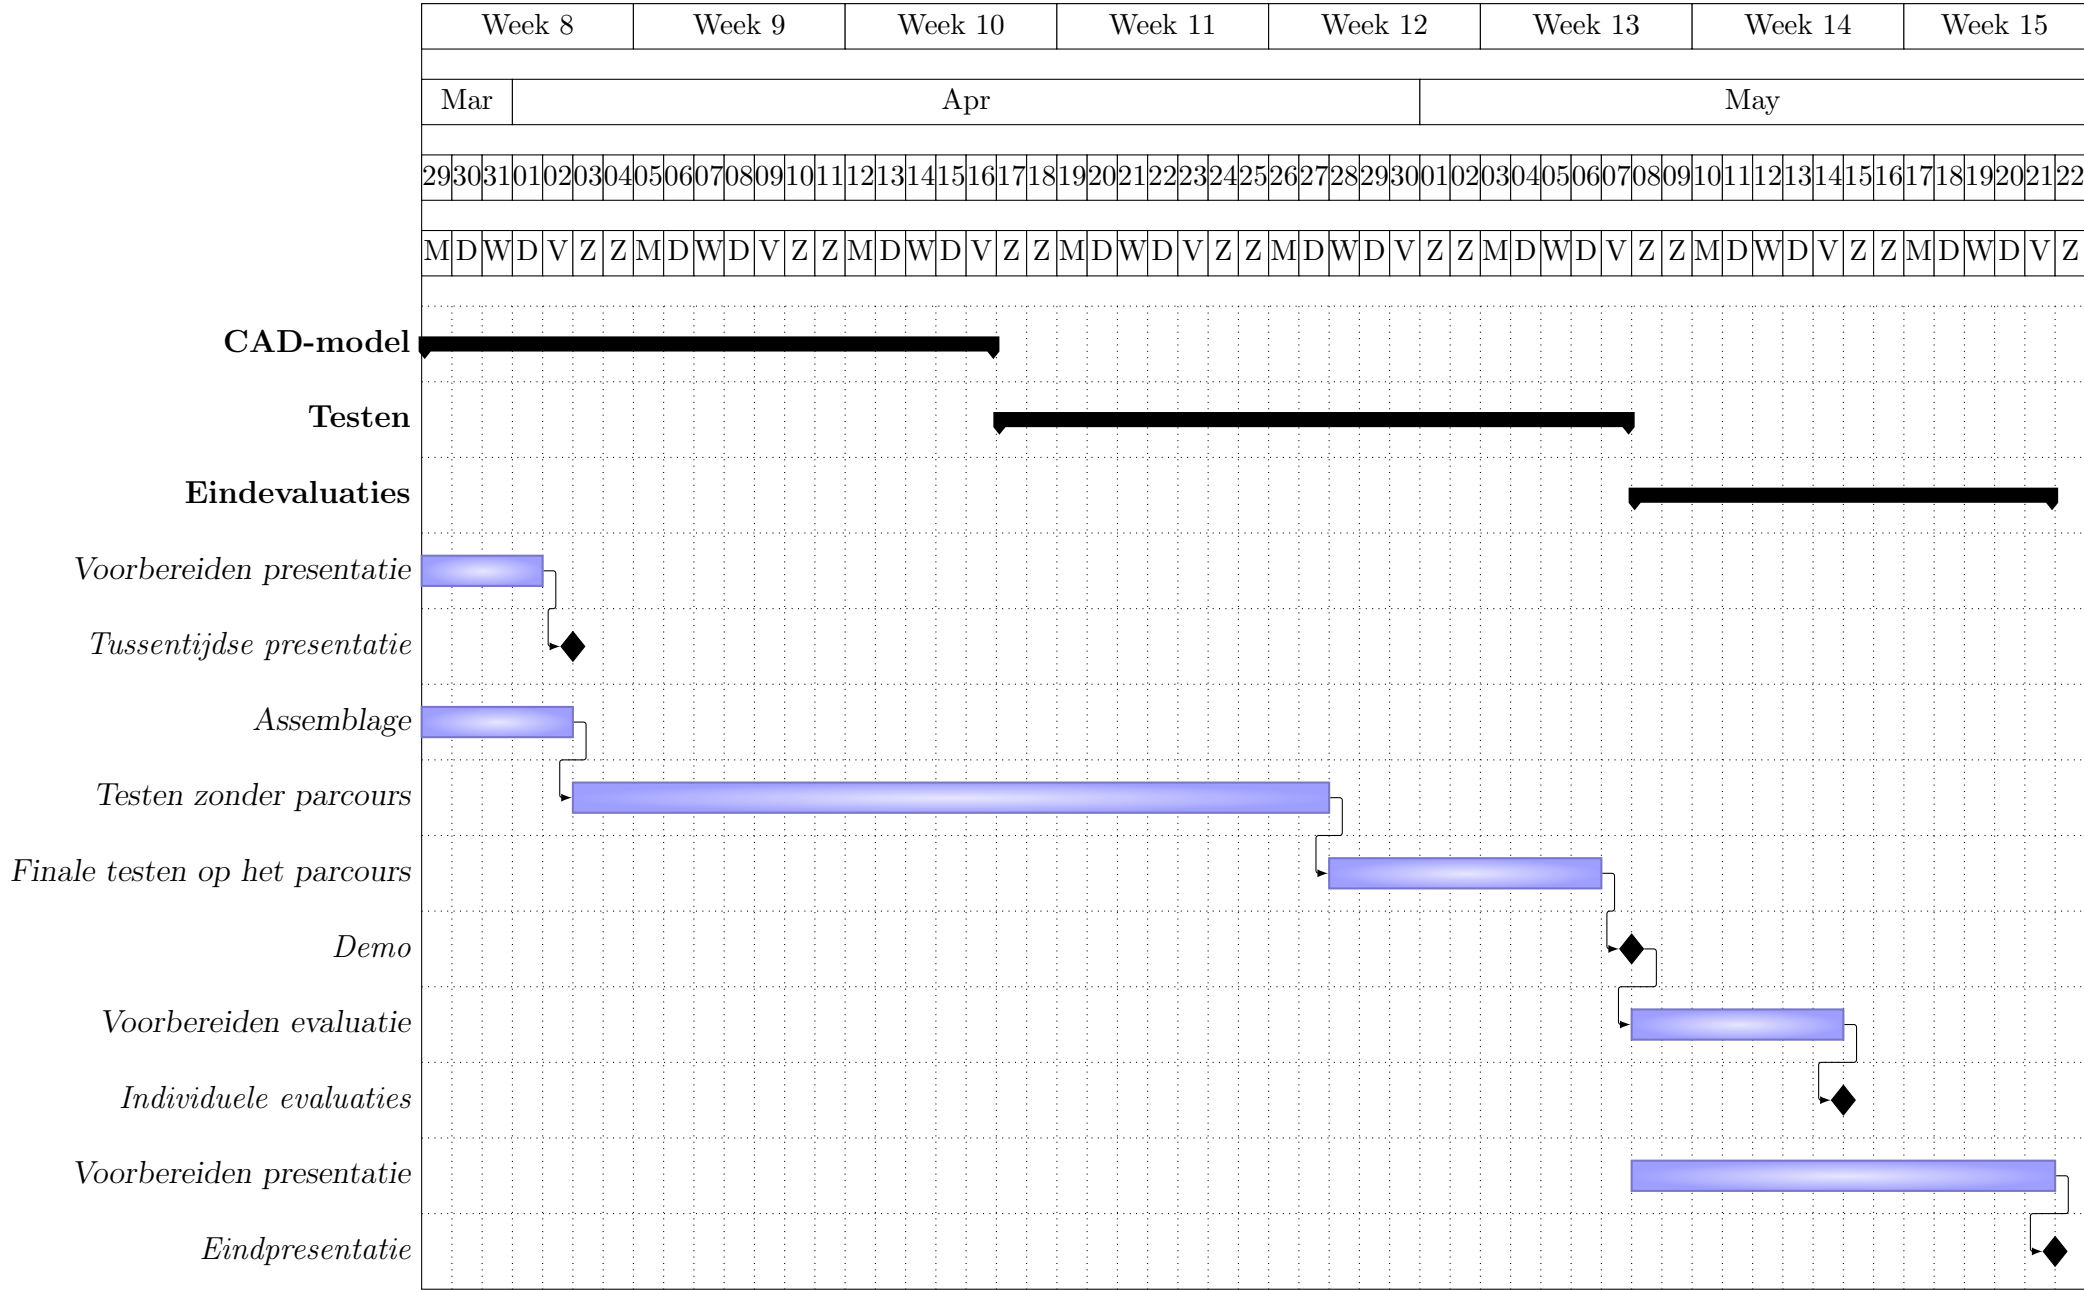 Week 8 Week 9 Week 10 Week 11 Week 12 Week 13 Week 14 Week 15
Mar Apr May
29 30 31 01 02 03 04 05 06 07 08 09 10 11 12 13 14 15 16 17 18 19 20 21 22 23 24 25 26 27 28 29 30 01 02 03 04 05 06 07 08 09 10 11 12 13 14 15 16 17 18 19 20 21 22
M D W D V Z Z M D W D V Z Z M D W D V Z Z M D W D V Z Z M D W D V Z Z M D W D V Z Z M D W D V Z Z M D W D V Z
CAD-model
Testen
Eindevaluaties
Voorbereiden presentatie
Tussentijdse presentatie
Assemblage
Testen zonder parcours
Finale testen op het parcours
Demo
Voorbereiden evaluatie
Individuele evaluaties
Voorbereiden presentatie
Eindpresentatie